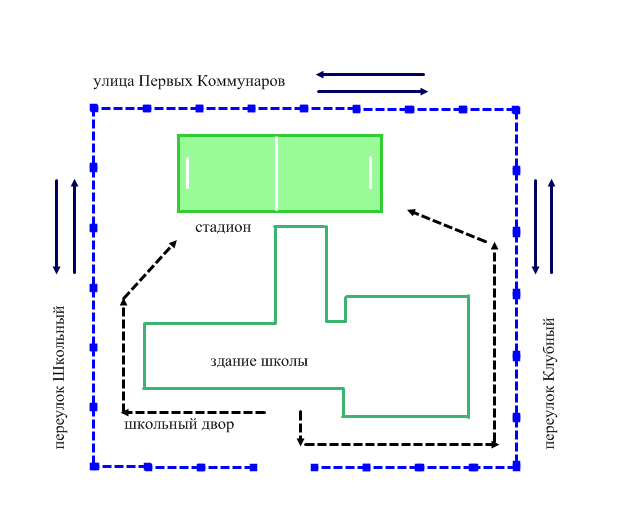 улица Первых Коммунаров
стадион
переулок Школьный
здание школы
переулок Клубный
школьный двор